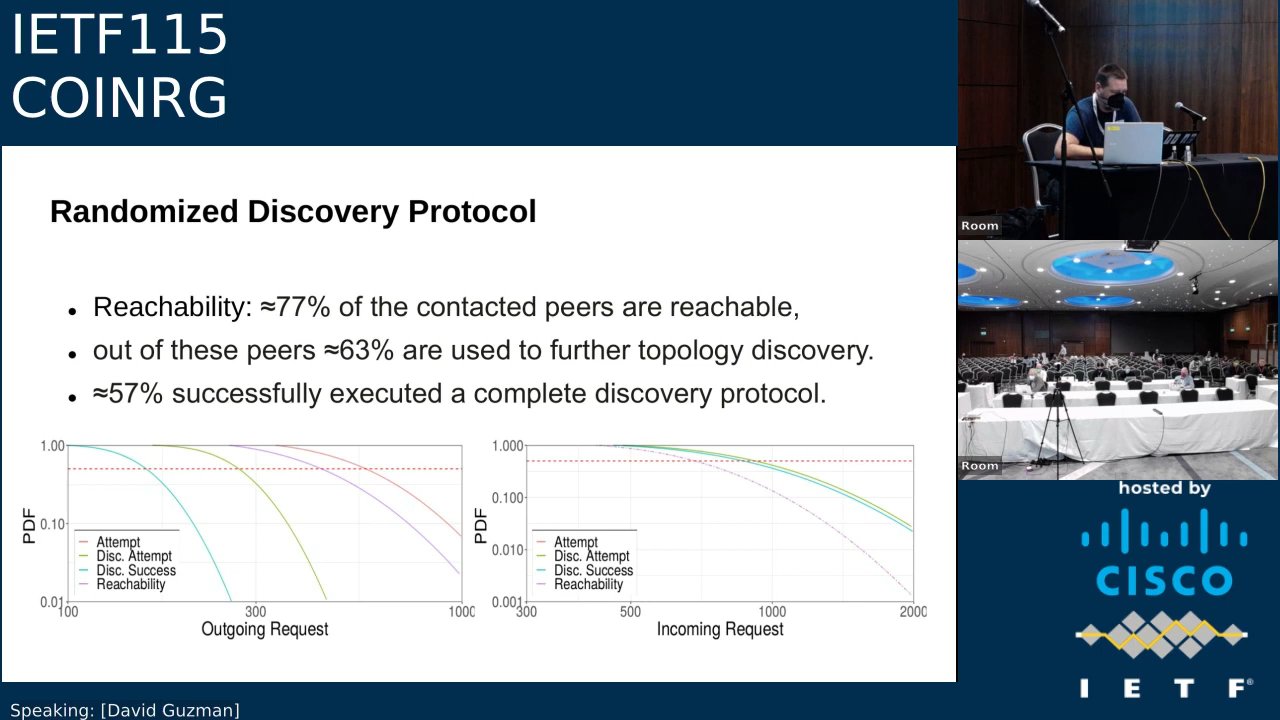 IETF115
COINRG
Randomized Discovery Protocol
• Reachability: ≈77% of the contacted peers are reachable,
• out of these peers ≈63% are used to further topology discovery.
• ≈57% successfully executed a complete discovery protocol.
1.00
0.10
0.01
PDF
Attempt
Disc. Attempt
Disc. Success
Reachability
100 300 1000
Outgoing Request
1.000
0.100
0.010
0.001
PDF
Attempt
Disc. Attempt
Disc. Success
Reachability
300 500 1000 2000
Incoming Request
Room
Room
hosted by
CISCO
I E T F®
Speaking: [David Guzman]